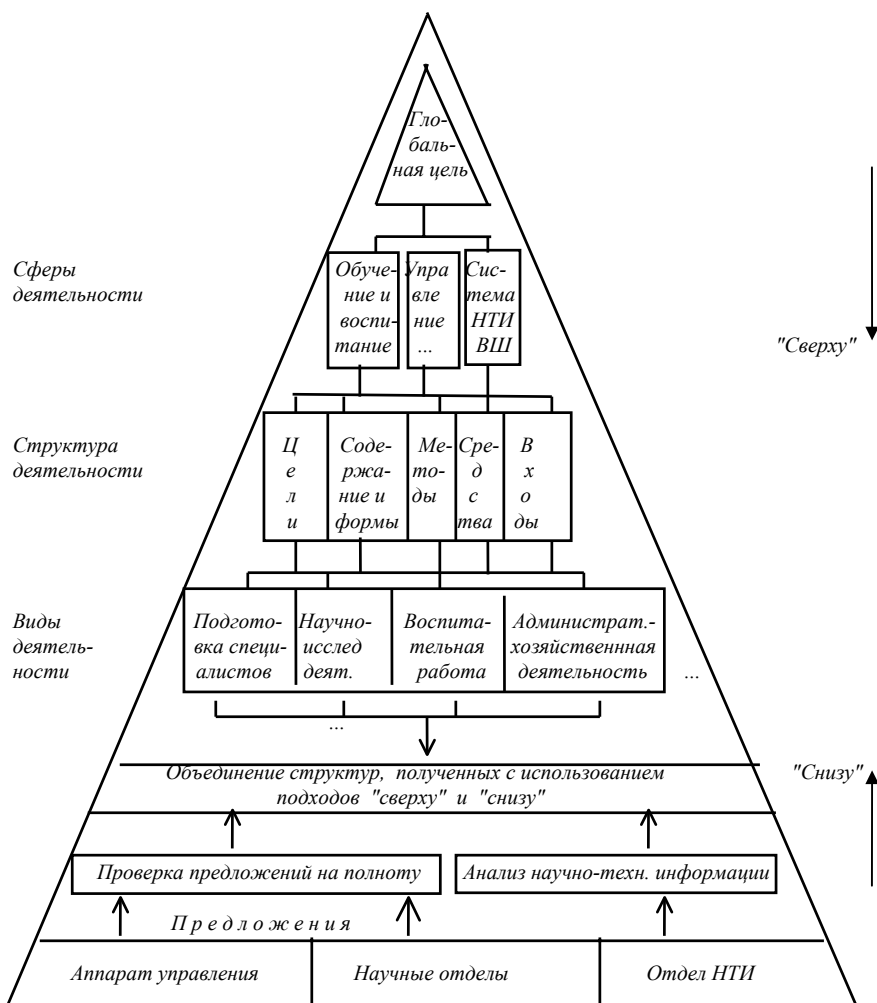 Гло-
баль-
ная цель
Сферы
деятельности
Обуче-
ние и
воспи-
тание
Упра
вле
ние
...
Сис-
тема
НТИ
ВШ
"Сверху"
Структура
деятельности
Ц
е
л
и
Соде-
ржа-
ние и
формы
Ме-
то-
ды
Сре-
д
с
тва
В
х
о
ды
Виды
деятель-
ности
Подгото-
вка специ-
алистов
Научно-
исслед
деят.
Воспита-
тельная
работа
Администрат.-
хозяйственнная
деятельность
...
...
Объединение структур, полученных с использованием
подходов "сверху" и "снизу"
"Снизу"
Проверка предложений на полноту
Анализ научно-техн. информации
П р е д л о ж е н и я
Аппарат управления
Научные отделы
Отдел НТИ